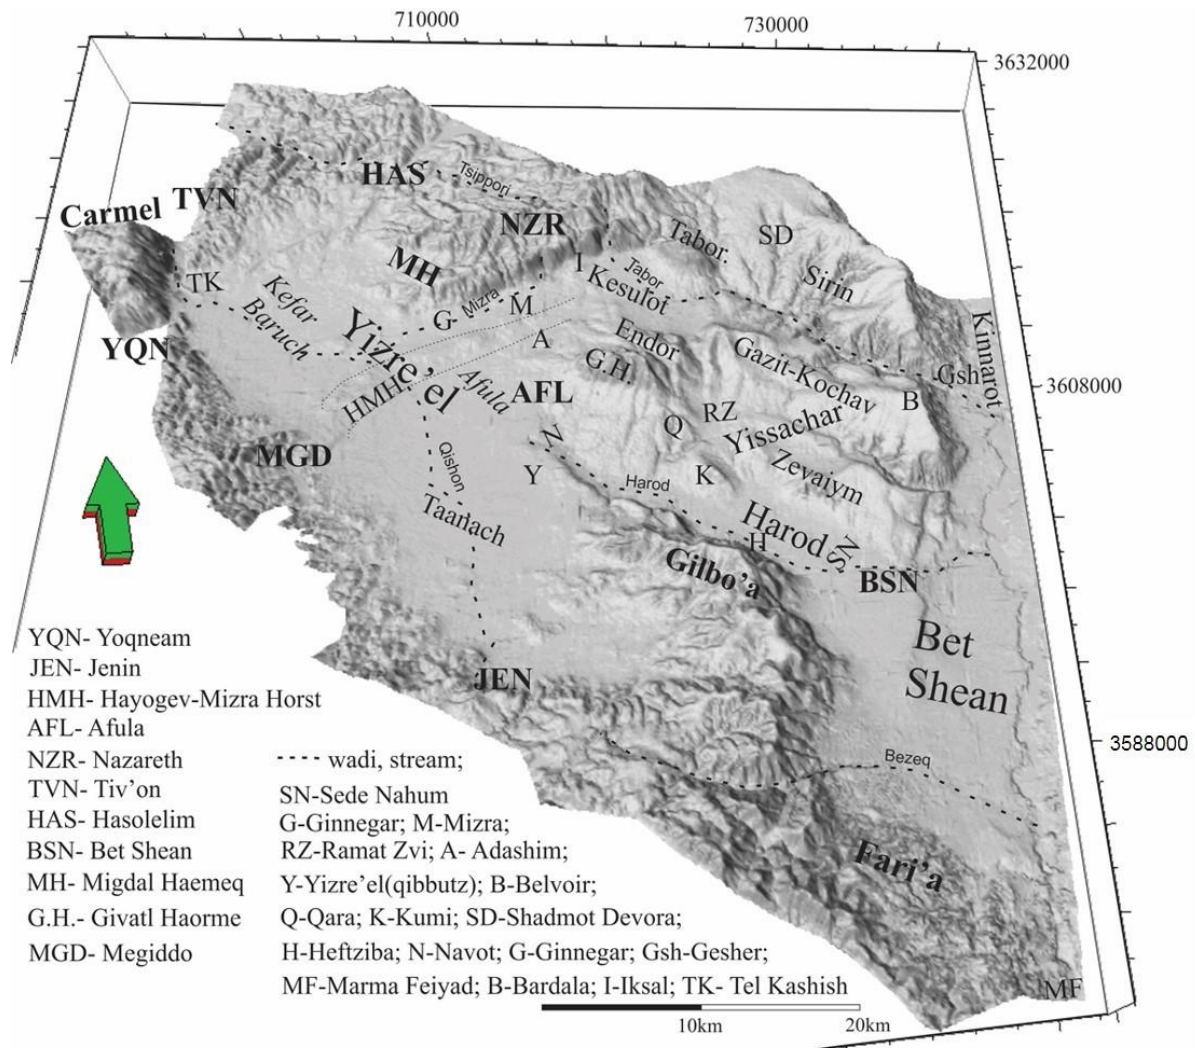 710000
730000
3632000
HAS
Tsippori
TVN
Carmel
NZR
Tabor.
SD
MH
I
Tabor
Sirin
TK
Kefar
Baruch
Mizra
M
Kesulot
G
Kinnarot
YQN
Yizre'el
A
Endor
G.H.
Gazit-Kochav
Gsh
3608000
HMH
Afula
AFL
B
RZ
Q
Yissachar
N
MGD
Qishon
Y
Harod
K
Zevaiym
Taanach
Harod
H
SN
Gilbo'a
BSN
Bet
Shean
JEN
3588000
Bezeq
Fari'a
MF
YQN- Yoqneam
JEN- Jenin
HMH- Hayogev-Mizra Horst
AFL- Afula
NZR- Nazareth
TVN- Tiv'on
HAS- Hasolelim
BSN- Bet Shean
MH- Migdal Haemeq
G.H.- Givatl Haorme
MGD- Megiddo
wadi, stream;
SN-Sede Nahum
G-Ginnegar; M-Mizra;
RZ-Ramat Zvi; A- Adashim;
Y-Yizre'el(qibbutz); B-Belvoir;
Q-Qara; K-Kumi; SD-Shadmot Devora;
H-Heftziba; N-Navot; G-Ginnegar; Gsh-Gesher;
MF-Marma Feiyad; B-Bardala; I-Iksal; TK- Tel Kashish
10km
20km